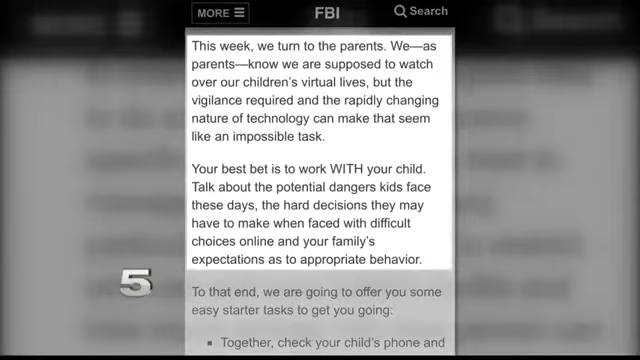 MORE
FBI
Search
This week, we turn to the parents. We—as
parents—know we are supposed to watch
over our children's virtual lives, but the
vigilance required and the rapidly changing
nature of technology can make that seem
like an impossible task.
Your best bet is to work WITH your child.
Talk about the potential dangers kids face
these days, the hard decisions they may
have to make when faced with difficult
choices online and your family's
expectations as to appropriate behavior.
5
To that end, we are going to offer you some
easy starter tasks to get you going:
Together, check your child's phone and